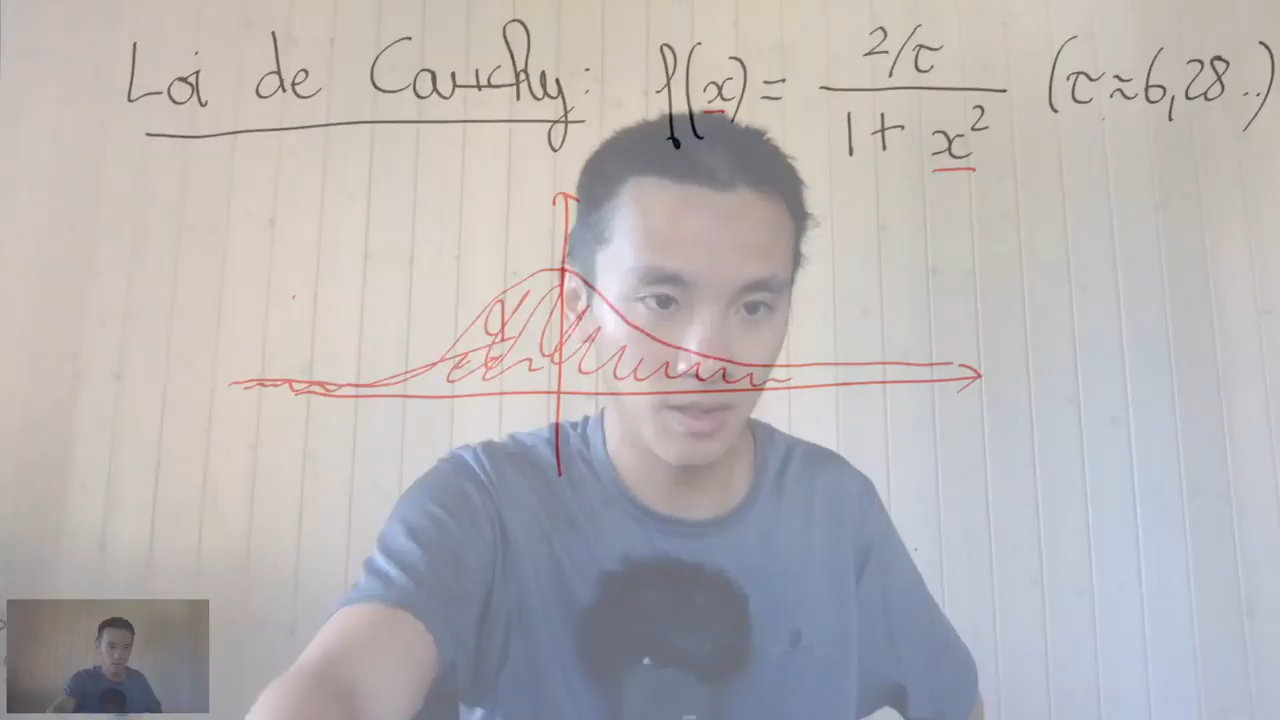 Loi de Cauchy: f(x) = (2/τ)/(1 + x²) (τ ≈ 6,28..)